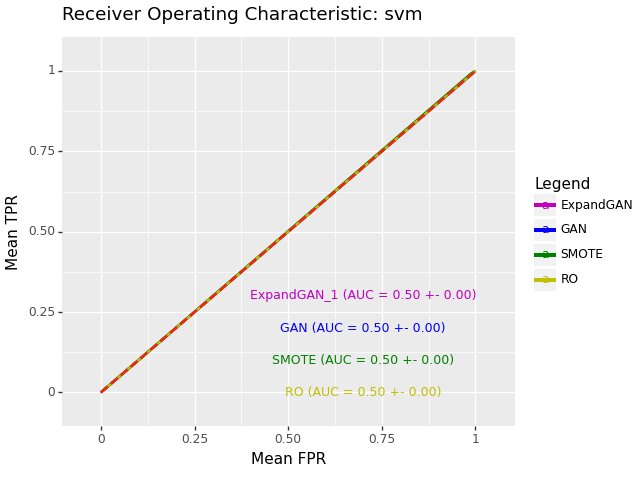 Receiver Operating Characteristic: svm
1
0.75
0.50
0.25
0
Mean TPR
ExpandGAN_1 (AUC = 0.50 +- 0.00)
GAN (AUC = 0.50 +- 0.00)
SMOTE (AUC = 0.50 +- 0.00)
RO (AUC = 0.50 +- 0.00)
0
0.25
0.50
0.75
1
Mean FPR
Legend
a ExpandGAN
a GAN
a SMOTE
a RO